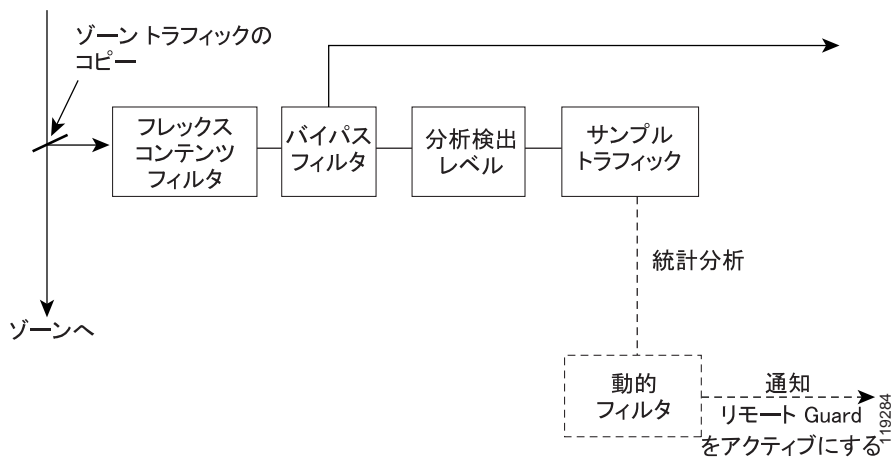 ゾーン トラフィックの
コピー
フレックス
コンテンツ
フィルタ
バイパス
フィルタ
分析検出
レベル
サンプル
トラフィック
統計分析
ゾーンへ
動的
フィルタ
通知
リモート Guard
をアクティブにする
119284